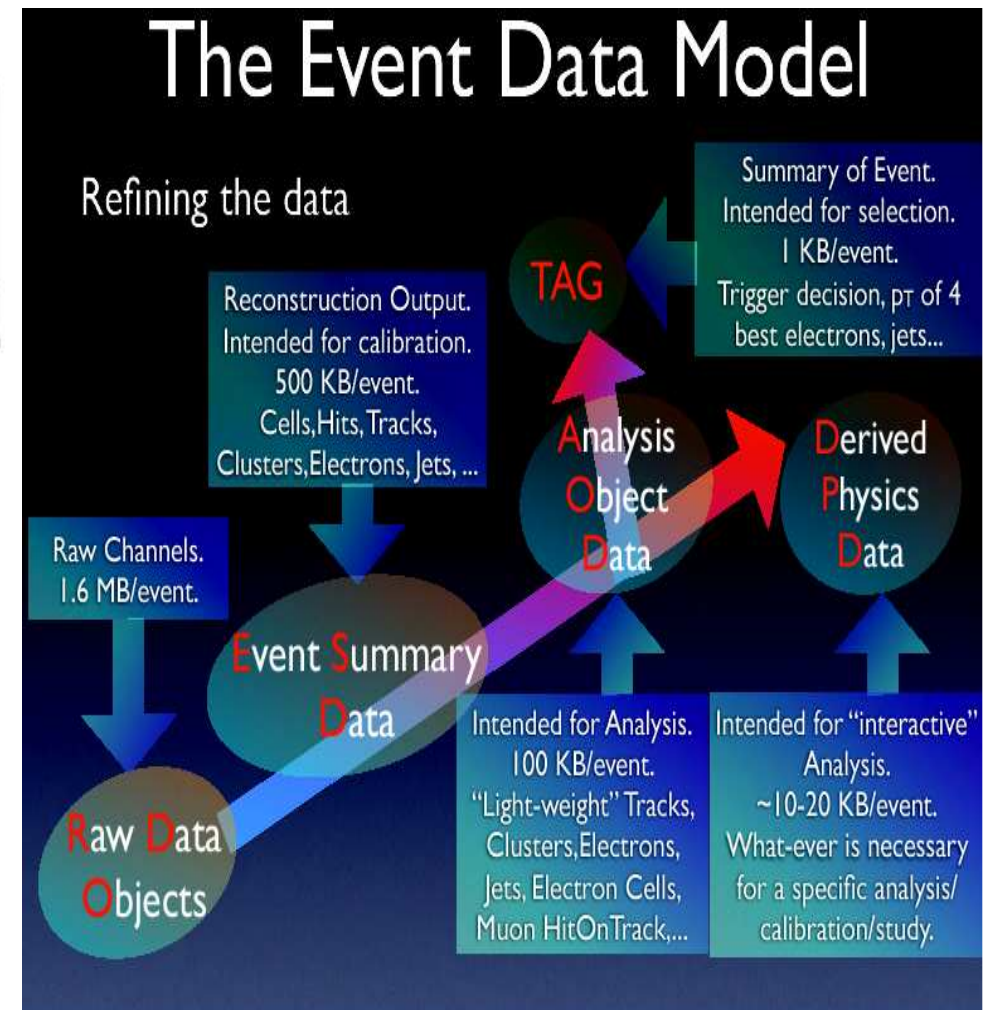 The Event Data Model
Refining the data
Summary of Event.
Intended for selection.
1 KB/event.
Trigger decision, pT of 4
best electrons, jets...
TAG
Reconstruction Output.
Intended for calibration.
500 KB/event.
Cells,Hits,Tracks,
Clusters,Electrons, Jets, ...
Analysis
Object
Data
Derived
Physics
Data
Raw Channels.
1.6 MB/event.
Event Summary
Data
Raw Data
Objects
Intended for Analysis.
100 KB/event.
“Light-weight” Tracks,
Clusters,Electrons,
Jets, Electron Cells,
Muon HitOnTrack,...
Intended for “interactive”
Analysis.
~10-20 KB/event.
What-ever is necessary
for a specific analysis/
calibration/study.